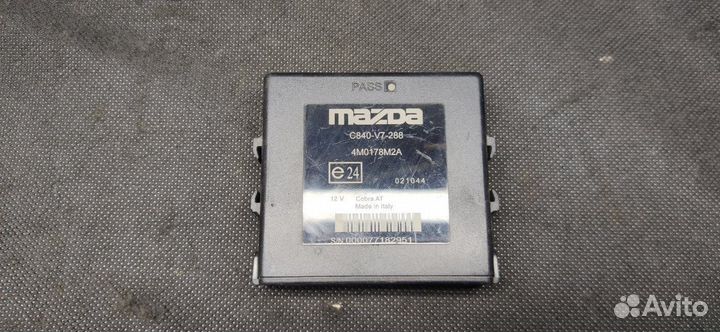 PASS
mazda
C840-V7-288
4M0178M2A
e24
021044
12 V Cobra AT
Made in Italy
S/N 000077182951
Avito